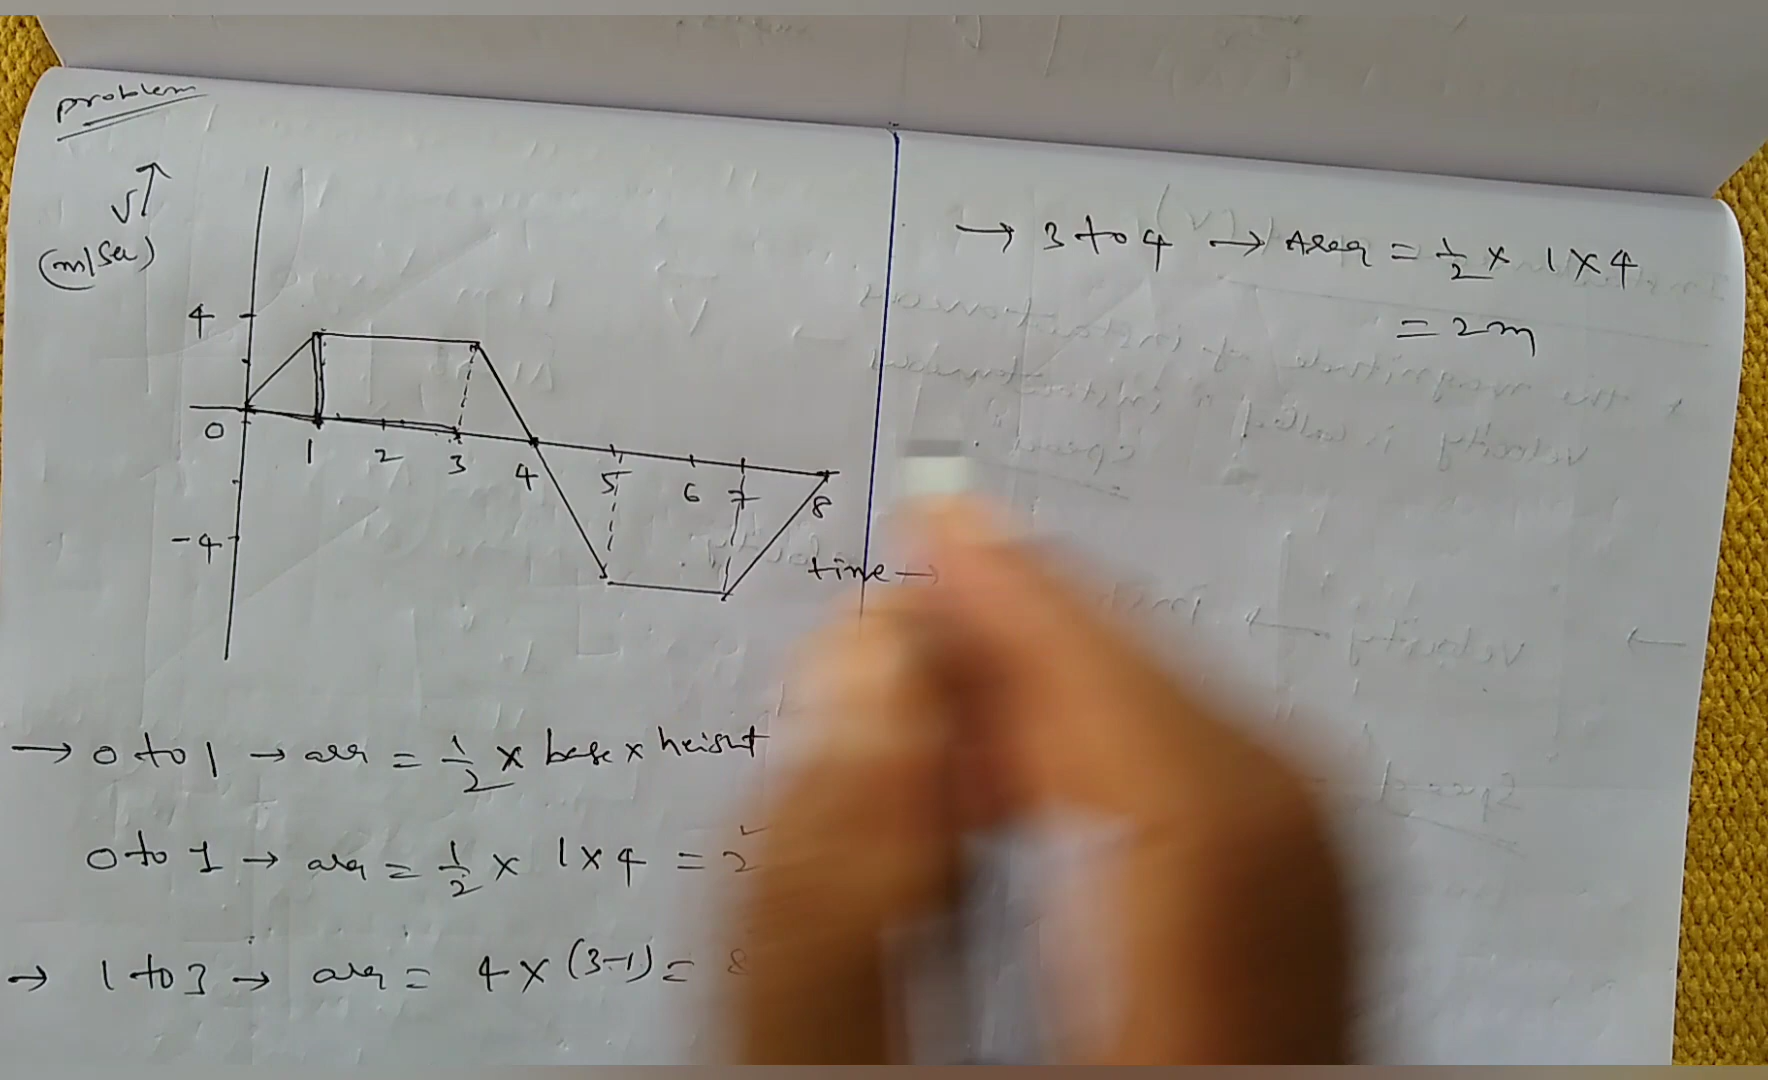 problem
V↑
(m/sec)
4
0
1 2 3 4 5 6 7 8
-4
time →
→ 0 to 1 → area = 1/2 × base × height
0 to 1 → area = 1/2 × 1×4 = 2
→ 1 to 3 → area = 4 × (3-1) = 8
→ 3 to 4 → Area = 1/2 × 1×4
= 2m